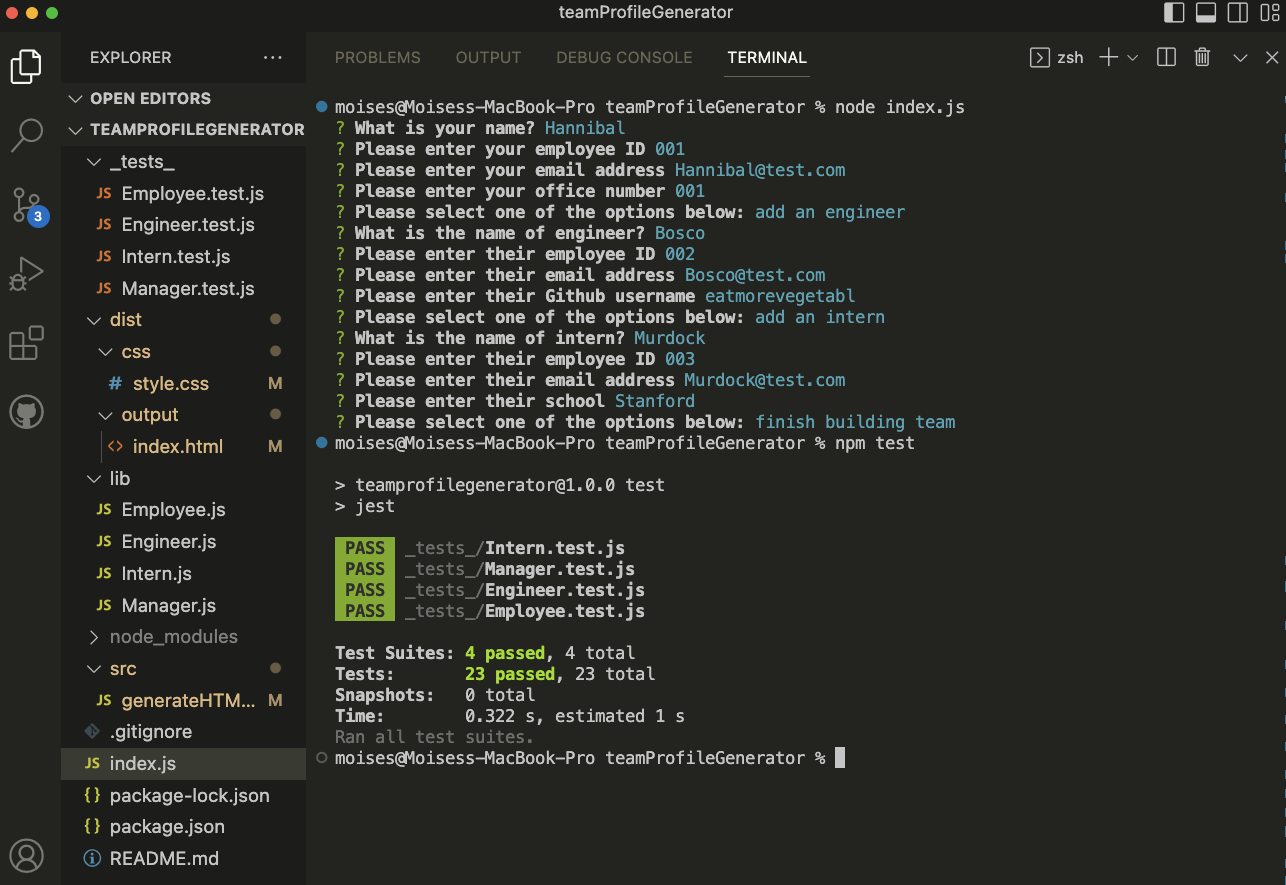 teamProfileGenerator
EXPLORER
OPEN EDITORS
TEAMPROFILEGENERATOR
_tests_
JS Employee.test.js
JS Engineer.test.js
JS Intern.test.js
JS Manager.test.js
dist
css
# style.css M
output
<> index.html M
lib
JS Employee.js
JS Engineer.js
JS Intern.js
JS Manager.js
node_modules
src
JS generateHTM... M
.gitignore
JS index.js
{} package-lock.json
{} package.json
README.md
3
PROBLEMS OUTPUT DEBUG CONSOLE TERMINAL
zsh
moises@Moisess-MacBook-Pro teamProfileGenerator % node index.js
? What is your name? Hannibal
? Please enter your employee ID 001
? Please enter your email address Hannibal@test.com
? Please enter your office number 001
? Please select one of the options below: add an engineer
? What is the name of engineer? Bosco
? Please enter their employee ID 002
? Please enter their email address Bosco@test.com
? Please enter their Github username eatmorevegetabl
? Please select one of the options below: add an intern
? What is the name of intern? Murdock
? Please enter their employee ID 003
? Please enter their email address Murdock@test.com
? Please enter their school Stanford
? Please select one of the options below: finish building team
moises@Moisess-MacBook-Pro teamProfileGenerator % npm test
> teamprofilegenerator@1.0.0 test
> jest
PASS _tests_/Intern.test.js
PASS _tests_/Manager.test.js
PASS _tests_/Engineer.test.js
PASS _tests_/Employee.test.js
Test Suites: 4 passed, 4 total
Tests: 23 passed, 23 total
Snapshots: 0 total
Time: 0.322 s, estimated 1 s
Ran all test suites.
moises@Moisess-MacBook-Pro teamProfileGenerator %